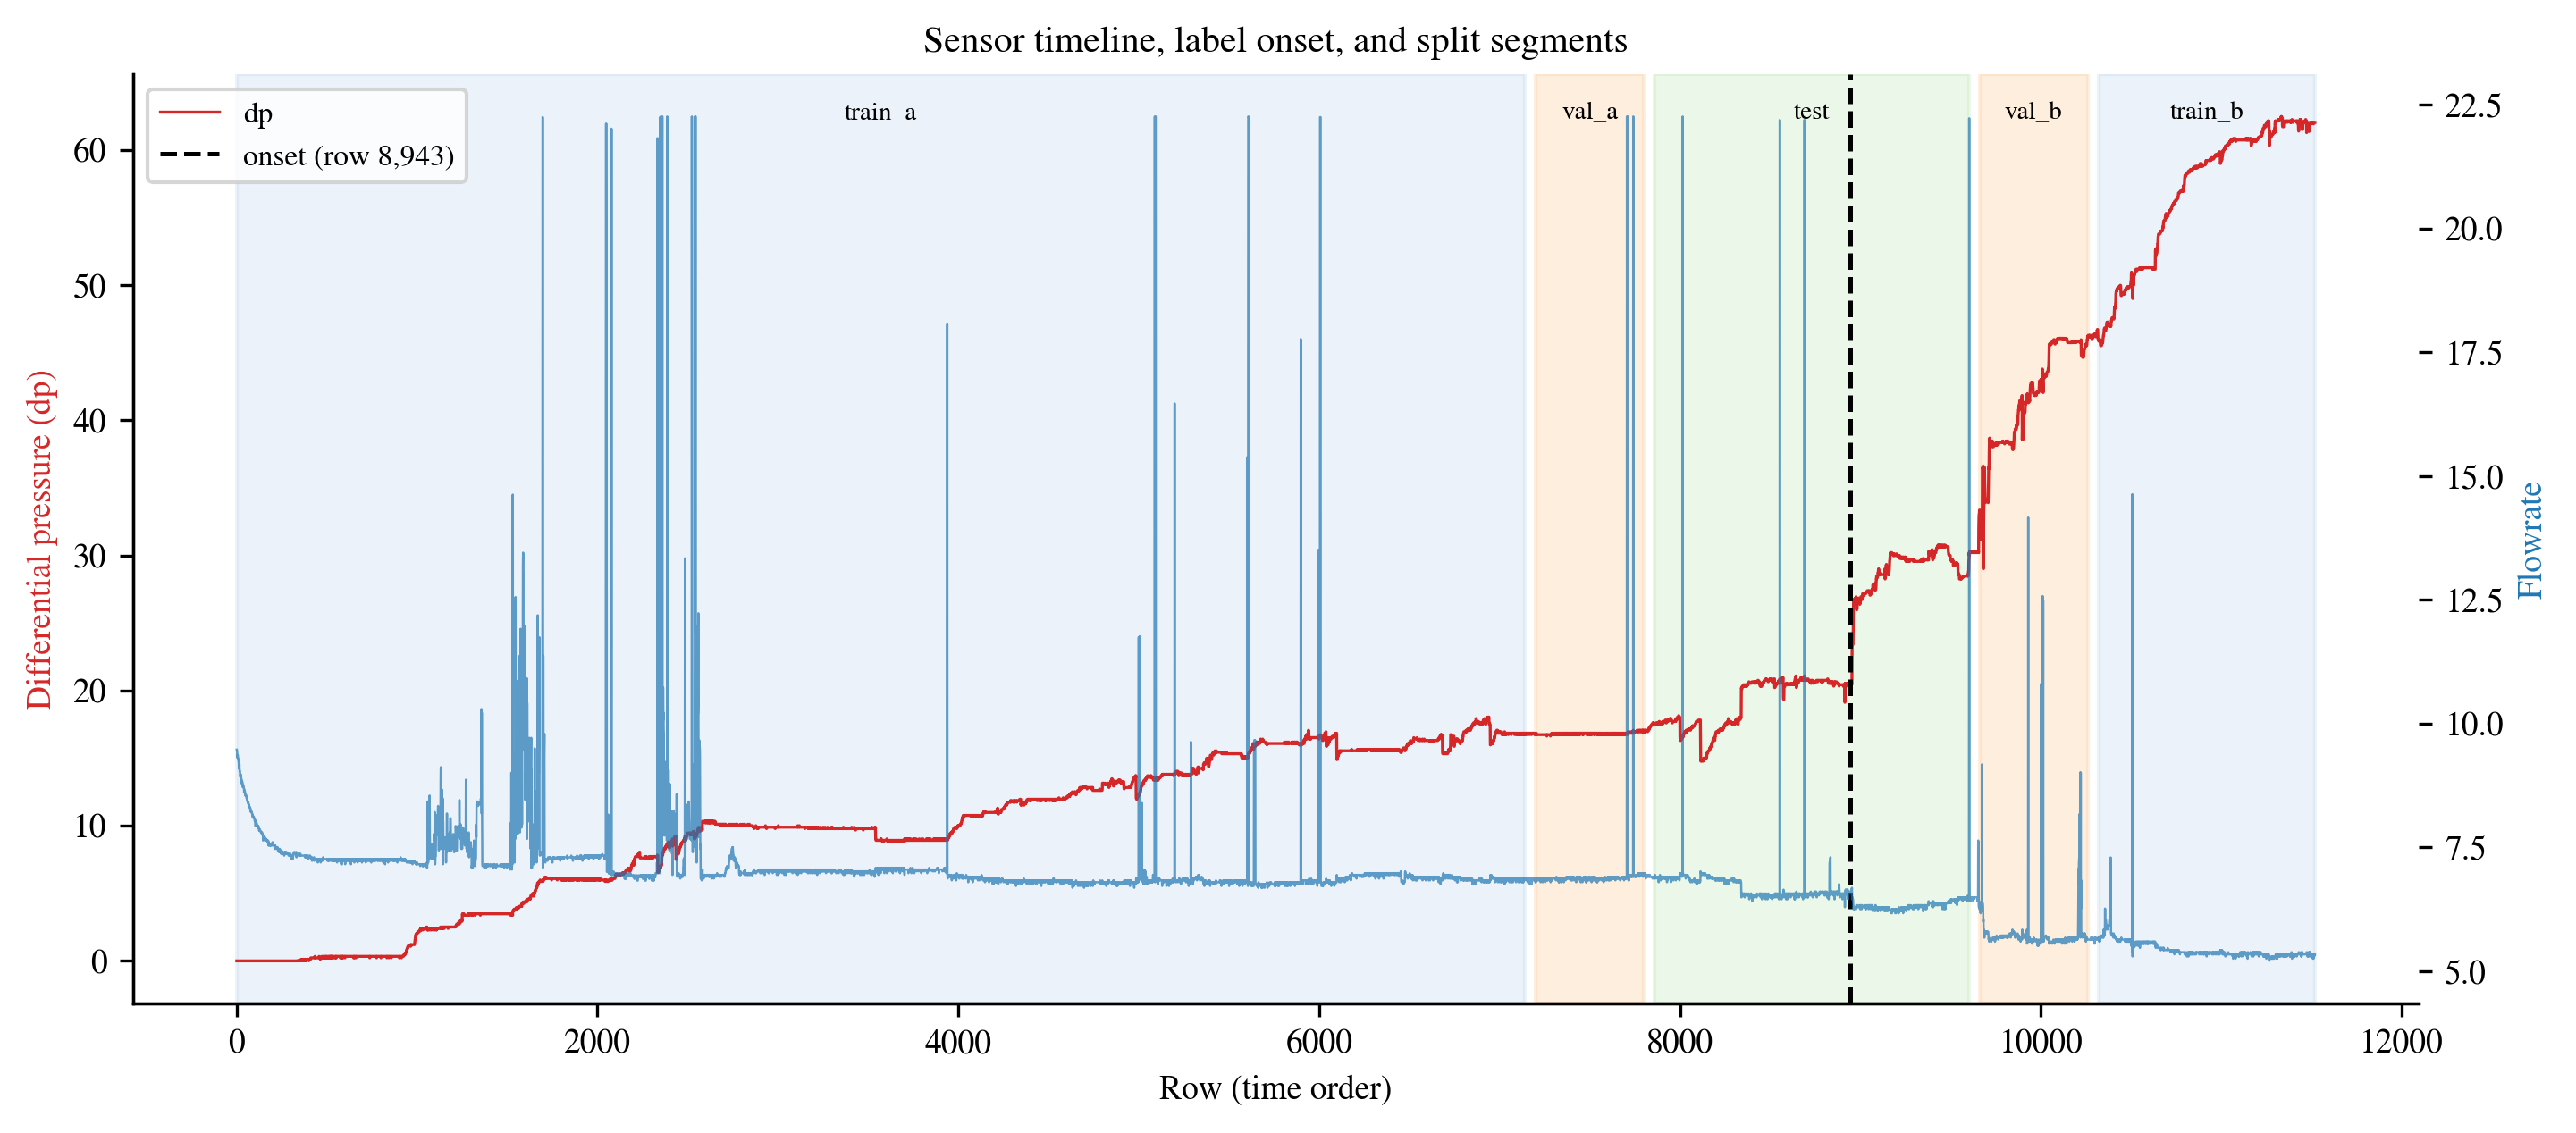 Sensor timeline, label onset, and split segments
dp
onset (row 8,943)
train_a
val_a
test
val_b
train_b
Differential pressure (dp)
60
50
40
30
20
10
0
22.5
20.0
17.5
15.0
12.5
10.0
7.5
5.0
Flowrate
0
2000
4000
6000
8000
10000
12000
Row (time order)